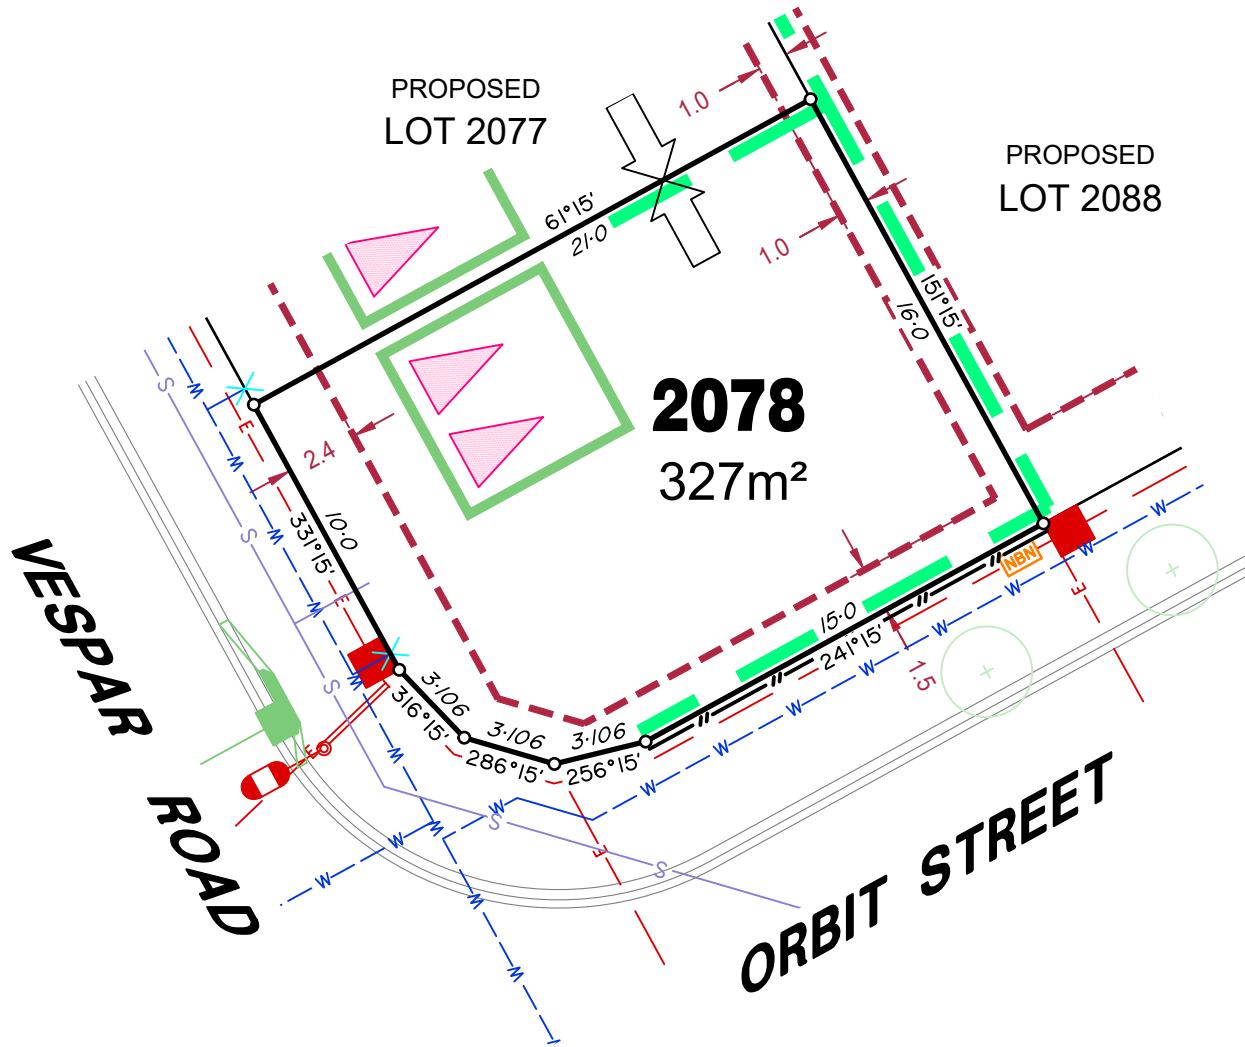 PROPOSED
LOT 2077
1.0
PROPOSED
LOT 2088
61°15'
21·0
1.0
151°15'
16·0
2078
327m²
2.4
10·0
331°15'
S
W
E
W
S
W
W
E
S
W
VESPAR
ROAD
3·106
316°15'
3·106
286°15'
3·106
256°15'
15·0
241°15'
1.5
NBN
W
W
E
W
W
W
W
W
W
W
E
W
W
S
W
W
W
E
S
W
W
ORBIT STREET